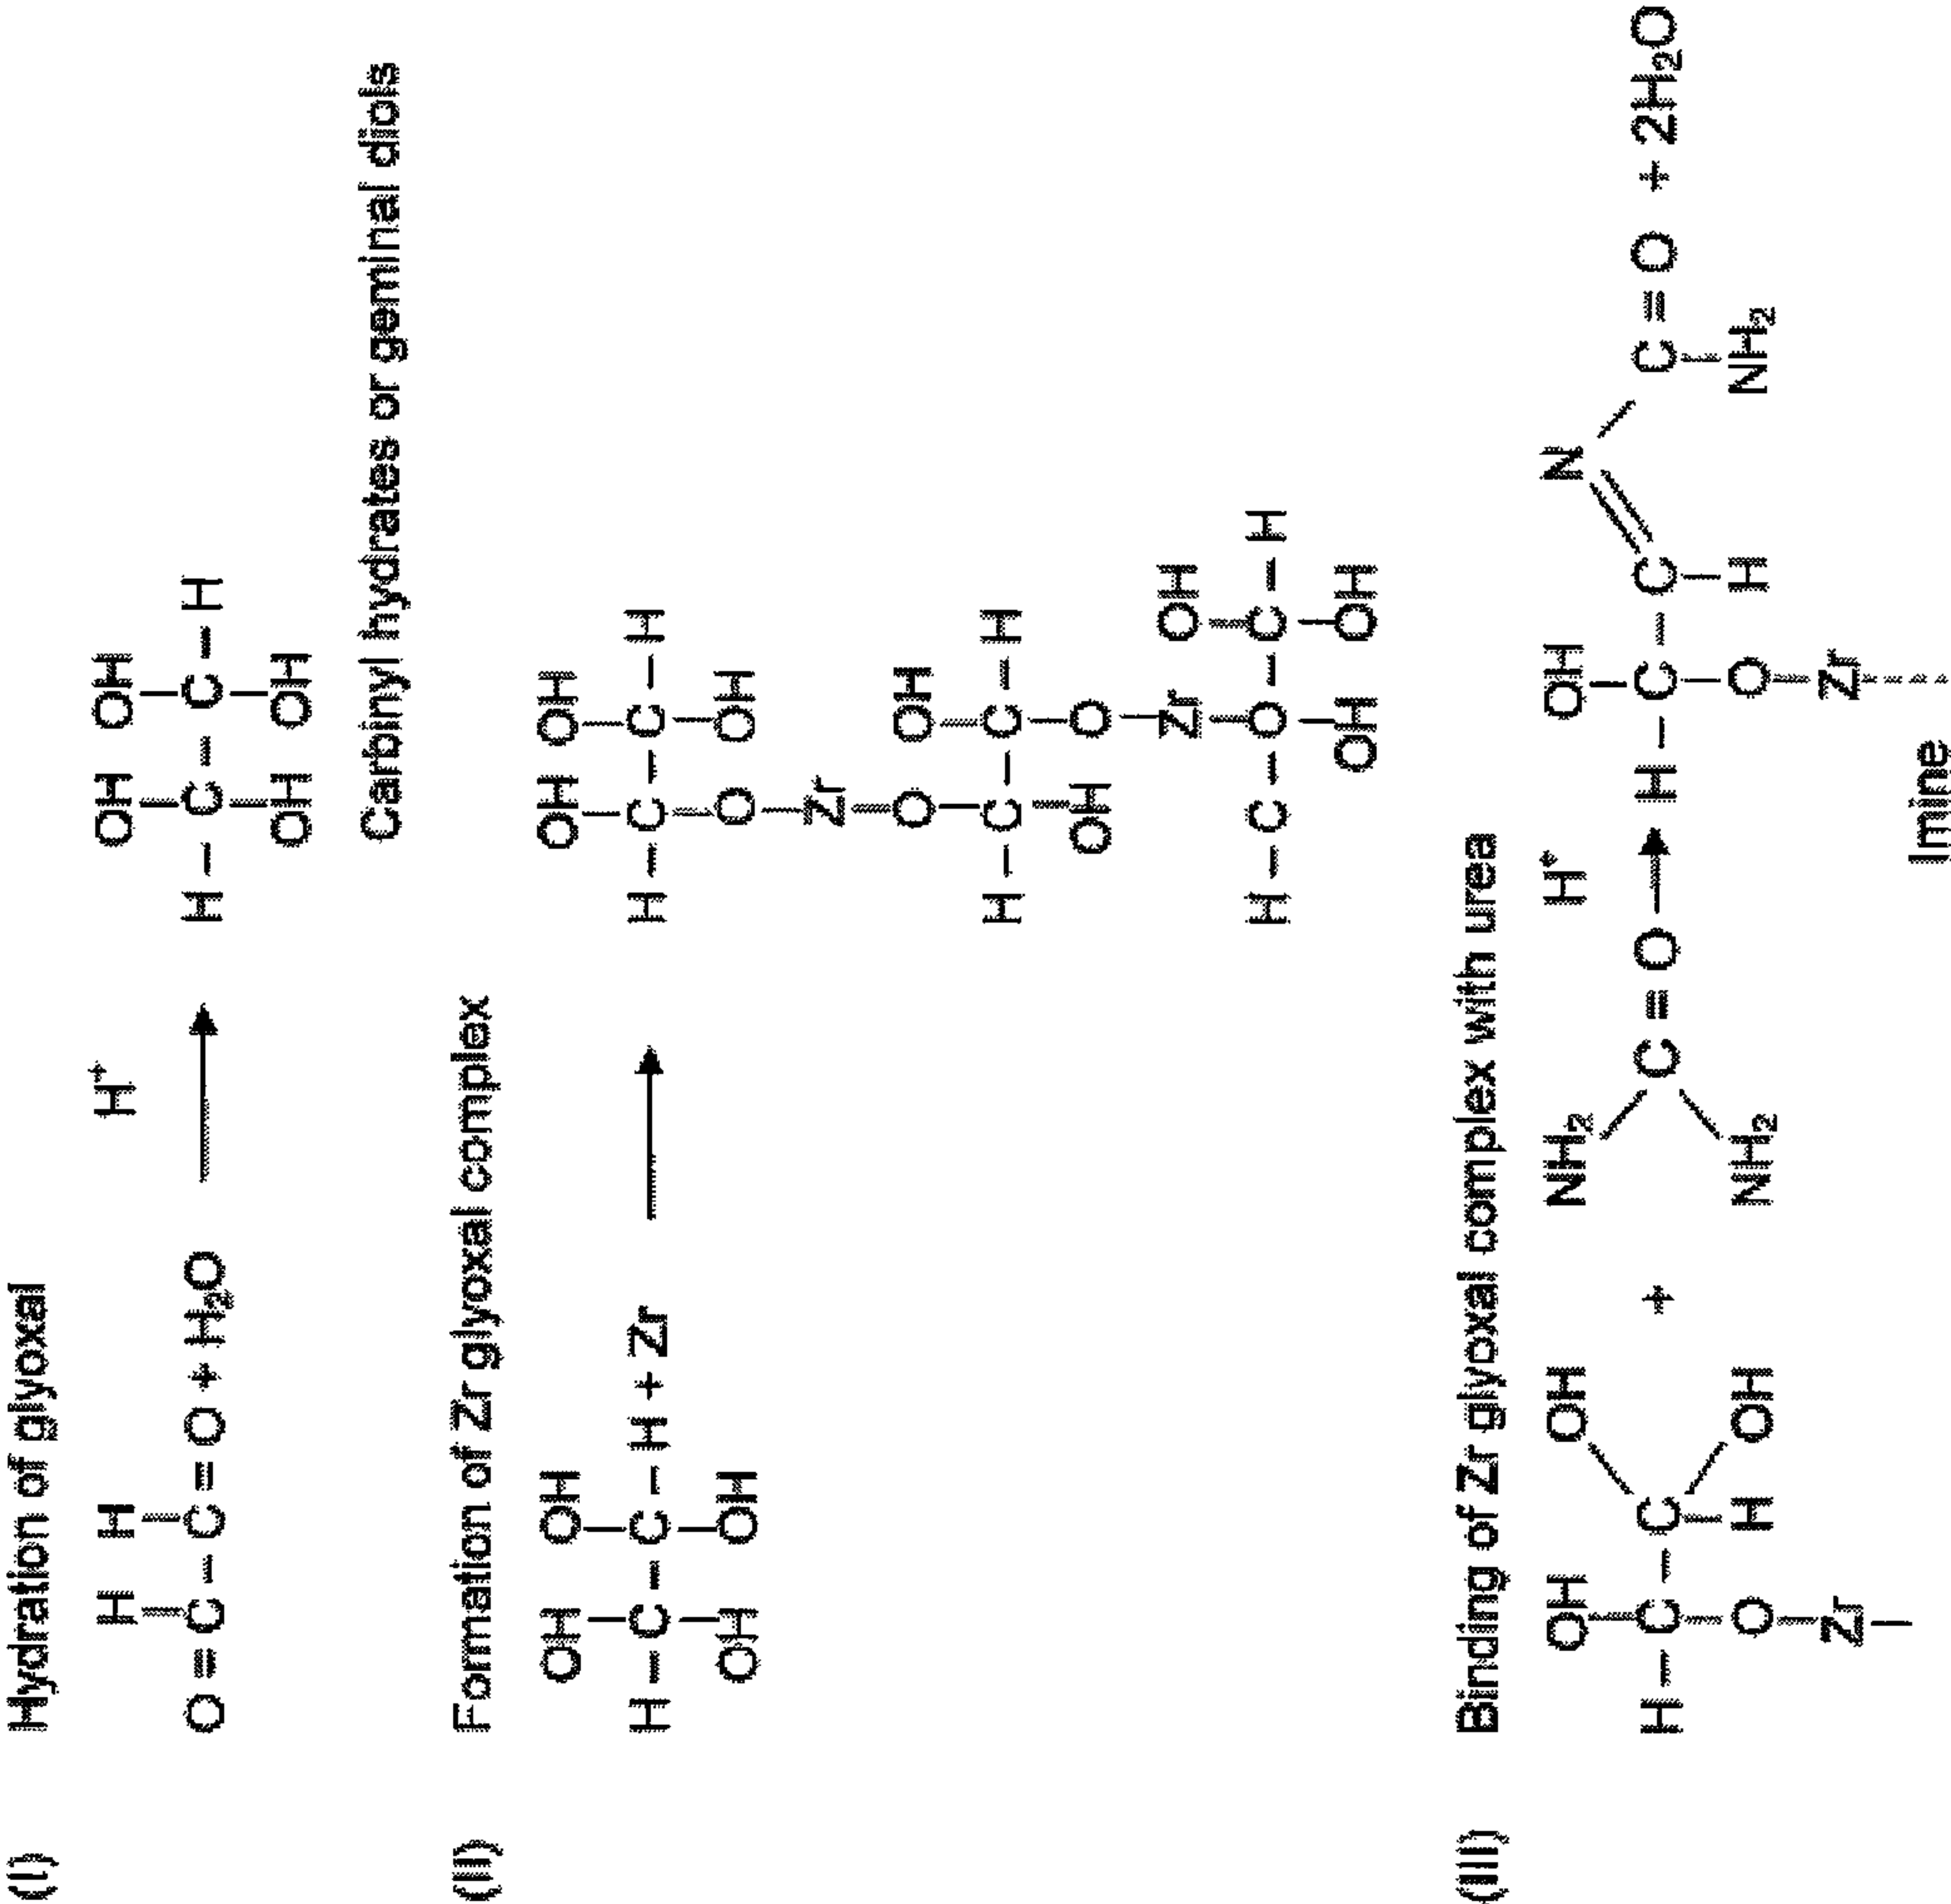 (I) Hydration of glyoxal
H H H⁺ OH OH
O = C – C = O + H₂O → H – C – C – H
OH OH
Carbinyl hydrates or geminal diols
(II) Formation of Zr glyoxal complex
OH OH OH OH
H – C – C – H + Zr → H – C – C – H
OH OH O OH
Zr
O OH
H – C – C – H
OH O
Zr OH
H – C – O – C – H
OH OH
(III) Binding of Zr glyoxal complex with urea
OH OH NH₂ H⁺ OH N
H – C – C + C = O → H – C – C C = O + 2H₂O
O H OH NH₂ O H NH₂
Zr Zr
Imine